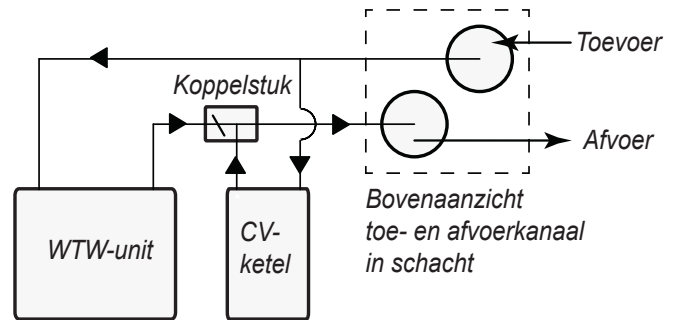 Toevoer
Koppelstuk
Afvoer
WTW-unit
CV-
ketel
Bovenaanzicht
toe- en afvoerkanaal
in schacht